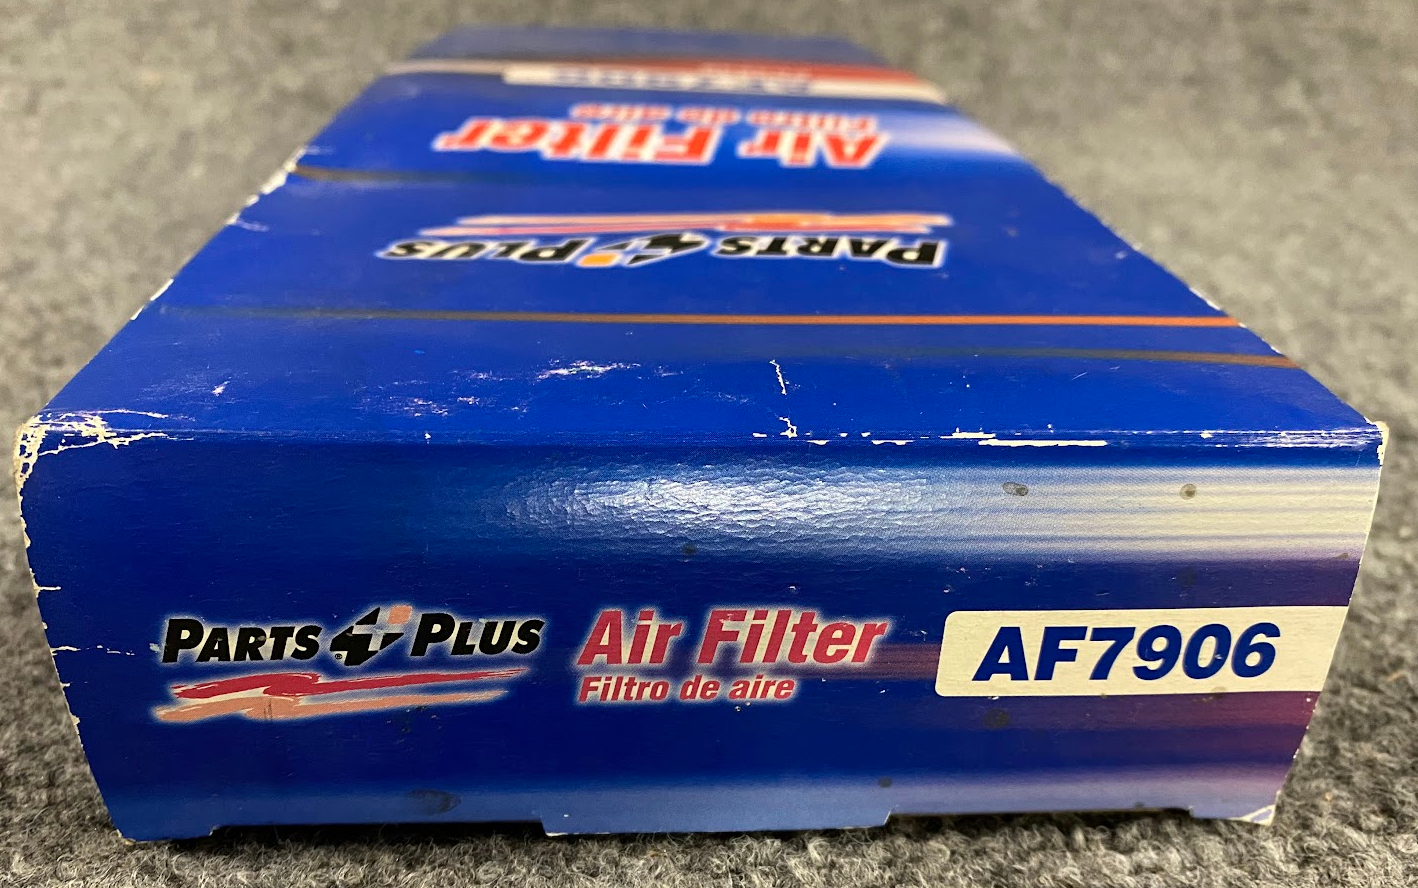 Air Filter
Filtro de aire
PARTS PLUS
PARTS PLUS
Air Filter
Filtro de aire
AF7906